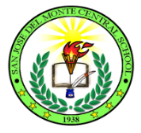 SAN JOSE DEL MONTE CENTRAL SCHOOL
1938